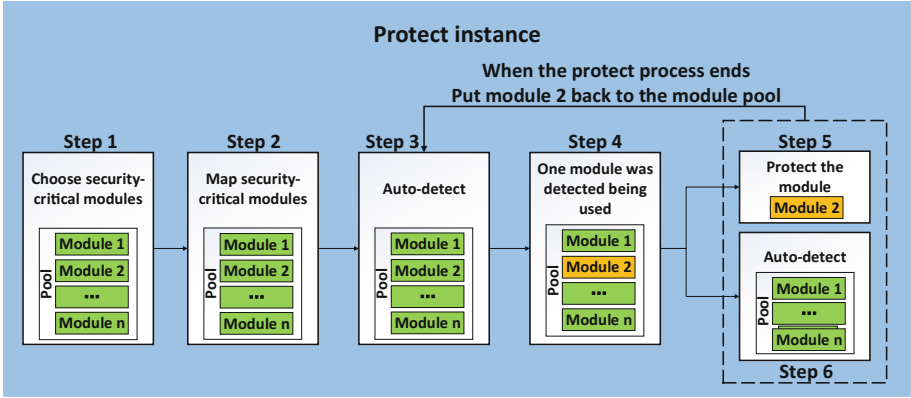 Protect instance
When the protect process ends
Put module 2 back to the module pool
Step 1
Choose security-
critical modules
Pool
Module 1
Module 2
...
Module n
Step 2
Map security-
critical modules
Pool
Module 1
Module 2
...
Module n
Step 3
Auto-detect
Pool
Module 1
Module 2
...
Module n
Step 4
One module was
detected being
used
Pool
Module 1
Module 2
...
Module n
Step 5
Protect the
module
Module 2
Auto-detect
Pool
Module 1
...
Module n
Step 6